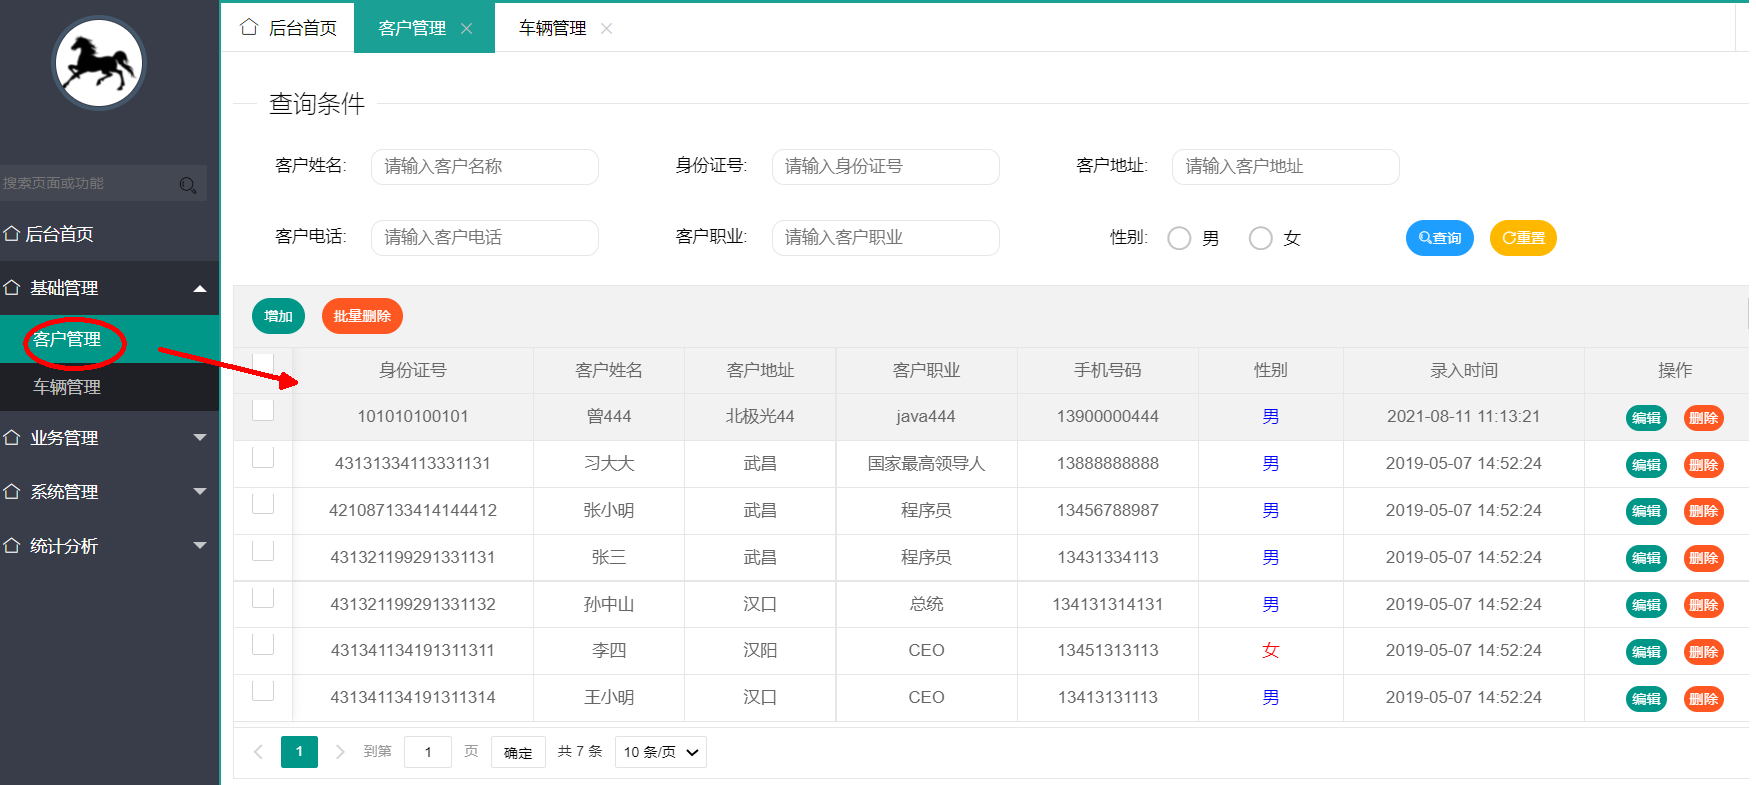 后台首页 客户管理 车辆管理
查询条件
搜索页面或功能
后台首页
基础管理
客户管理
车辆管理
业务管理
系统管理
统计分析
客户姓名: 请输入客户名称 身份证号: 请输入身份证号 客户地址: 请输入客户地址
客户电话: 请输入客户电话 客户职业: 请输入客户职业 性别: 男 女 查询 重置
增加 批量删除
身份证号 客户姓名 客户地址 客户职业 手机号码 性别 录入时间 操作
101010100101 曾444 北极光44 java444 13900000444 男 2021-08-11 11:13:21 编辑 删除
43131334113331131 习大大 武昌 国家最高领导人 13888888888 男 2019-05-07 14:52:24 编辑 删除
421087133414144412 张小明 武昌 程序员 13456788987 男 2019-05-07 14:52:24 编辑 删除
431321199291331131 张三 武昌 程序员 13431334113 男 2019-05-07 14:52:24 编辑 删除
431321199291331132 孙中山 汉口 总统 134131314131 男 2019-05-07 14:52:24 编辑 删除
431341134191311311 李四 汉阳 CEO 13451313113 女 2019-05-07 14:52:24 编辑 删除
431341134191311314 王小明 汉口 CEO 13413131113 男 2019-05-07 14:52:24 编辑 删除
1 到第 1 页 确定 共 7 条 10 条/页